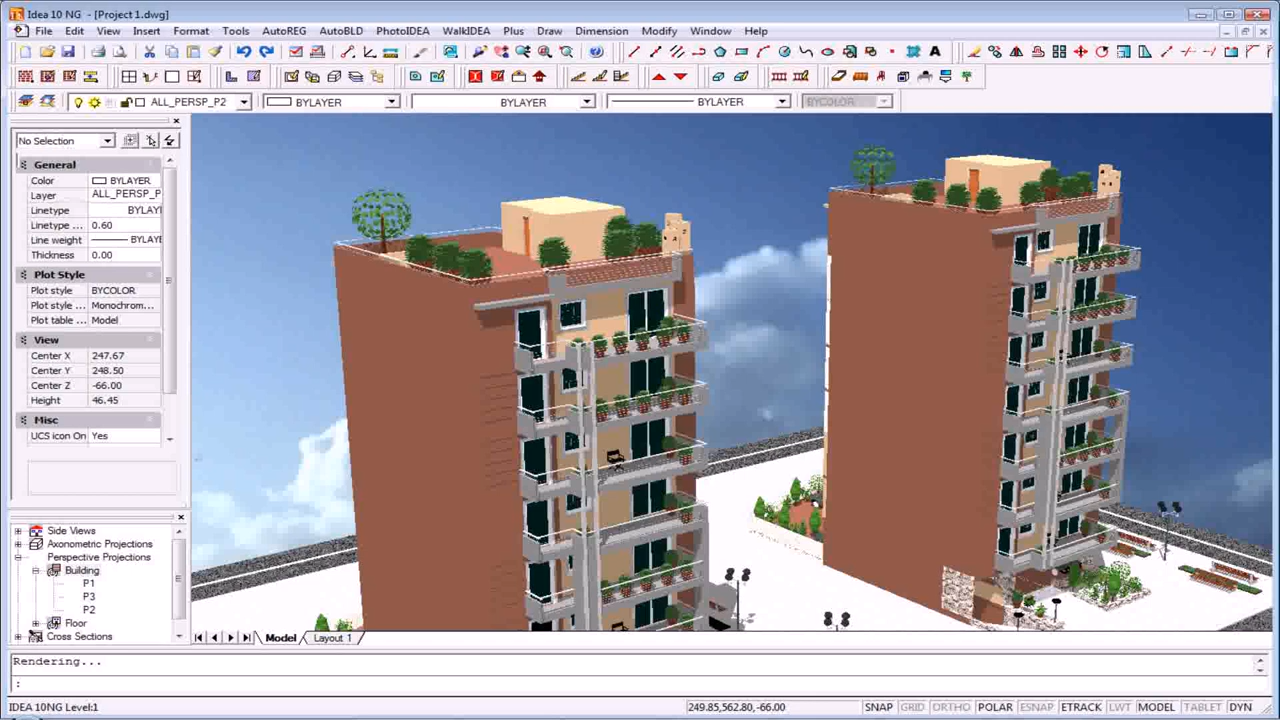 Idea 10 NG - [Project 1.dwg]
File Edit View Insert Format Tools AutoREG AutoBLD PhotoIDEA WalkIDEA Plus Draw Dimension Modify Window Help
ALL_PERSP_P2 BYLAYER BYLAYER BYLAYER BYCOLOR
No Selection
General
Color BYLAYER
Layer ALL_PERSP_P
Linetype BYLAYI
Linetype ... 0.60
Line weight BYLAYE
Thickness 0.00
Plot Style
Plot style BYCOLOR
Plot style ... Monochrom...
Plot table ... Model
View
Center X 247.67
Center Y 248.50
Center Z -66.00
Height 46.45
Misc
UCS icon On Yes
Side Views
Axonometric Projections
Perspective Projections
Building
P1
P3
P2
Floor
Cross Sections
Model Layout 1
Rendering...
:
IDEA 10NG Level:1 249.85,562.80,-66.00 SNAP GRID ORTHO POLAR ESNAP ETRACK LWT MODEL TABLET DYN